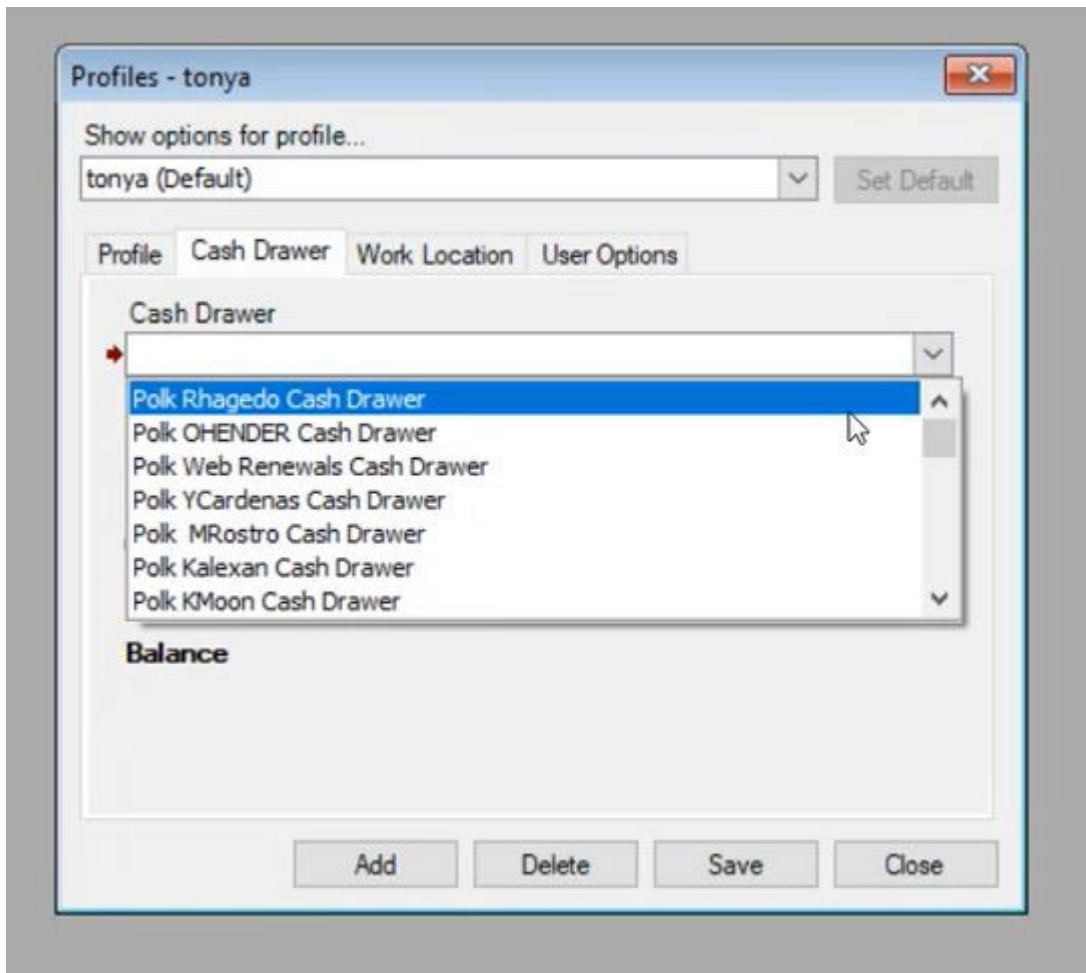 Profiles - tonya
Show options for profile...
tonya (Default)
Set Default
Profile
Cash Drawer
Work Location
User Options
Cash Drawer
Polk Rhagedo Cash Drawer
Polk OHENDER Cash Drawer
Polk Web Renewals Cash Drawer
Polk YCardenas Cash Drawer
Polk  MRostro Cash Drawer
Polk Kalexan Cash Drawer
Polk KMoon Cash Drawer
Balance
Add
Delete
Save
Close